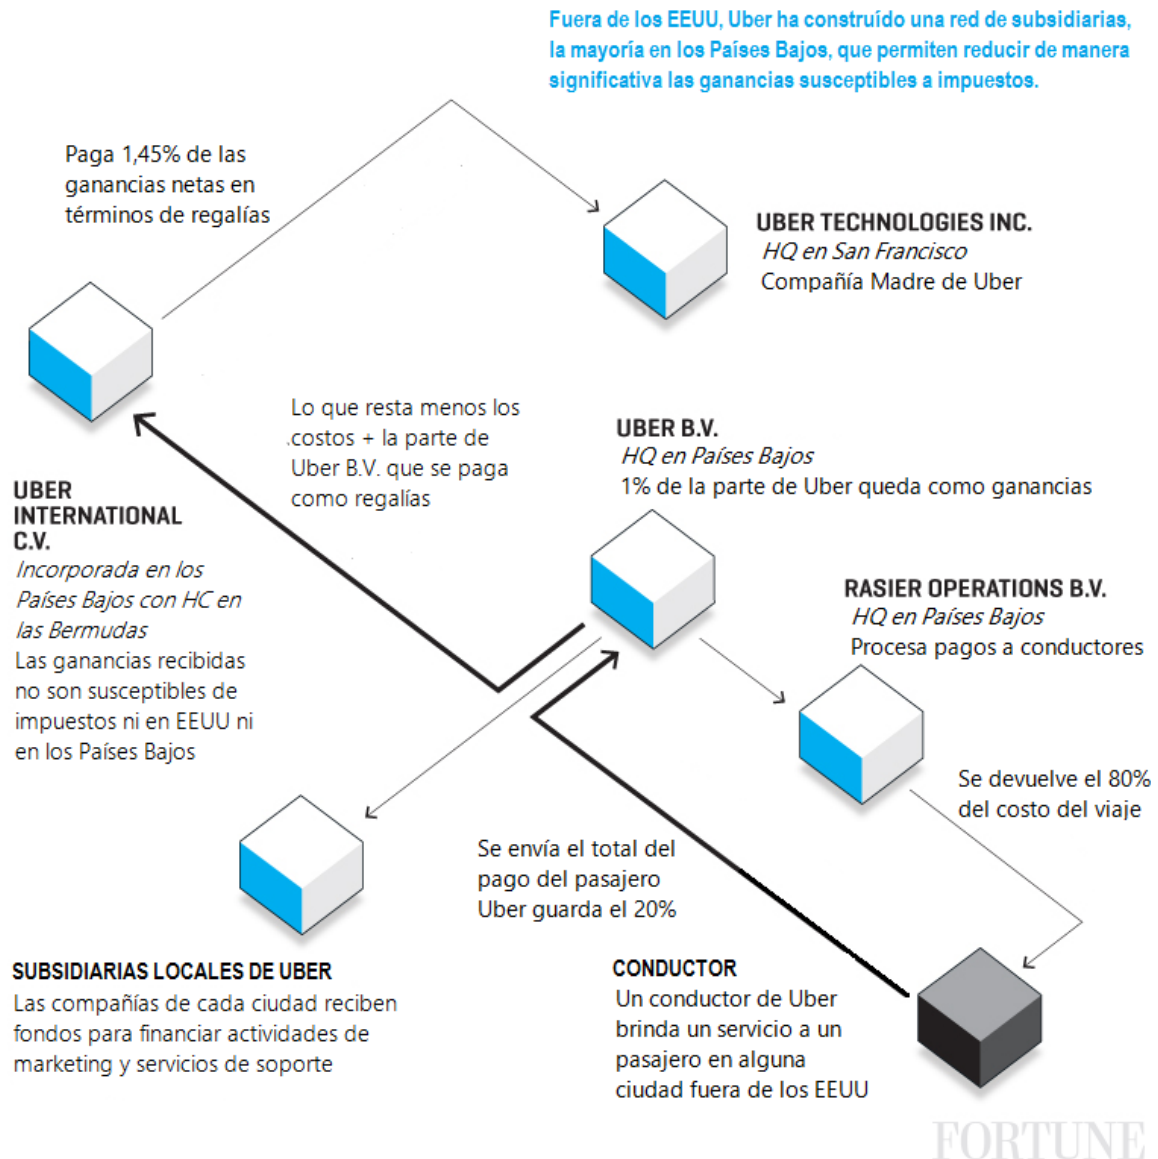 Fuera de los EEUU, Uber ha construído una red de subsidiarias,
la mayoría en los Países Bajos, que permiten reducir de manera
significativa las ganancias susceptibles a impuestos.
Paga 1,45% de las
ganancias netas en
términos de regalías
UBER TECHNOLOGIES INC.
HQ en San Francisco
Compañía Madre de Uber
Lo que resta menos los
costos + la parte de
Uber B.V. que se paga
como regalías
UBER B.V.
HQ en Países Bajos
1% de la parte de Uber queda como ganancias
UBER
INTERNATIONAL
C.V.
Incorporada en los
Países Bajos con HC en
las Bermudas
Las ganancias recibidas
no son susceptibles de
impuestos ni en EEUU ni
en los Países Bajos
RASIER OPERATIONS B.V.
HQ en Países Bajos
Procesa pagos a conductores
Se devuelve el 80%
del costo del viaje
Se envía el total del
pago del pasajero
Uber guarda el 20%
SUBSIDIARIAS LOCALES DE UBER
Las compañías de cada ciudad reciben
fondos para financiar actividades de
marketing y servicios de soporte
CONDUCTOR
Un conductor de Uber
brinda un servicio a un
pasajero en alguna
ciudad fuera de los EEUU
FORTUNE